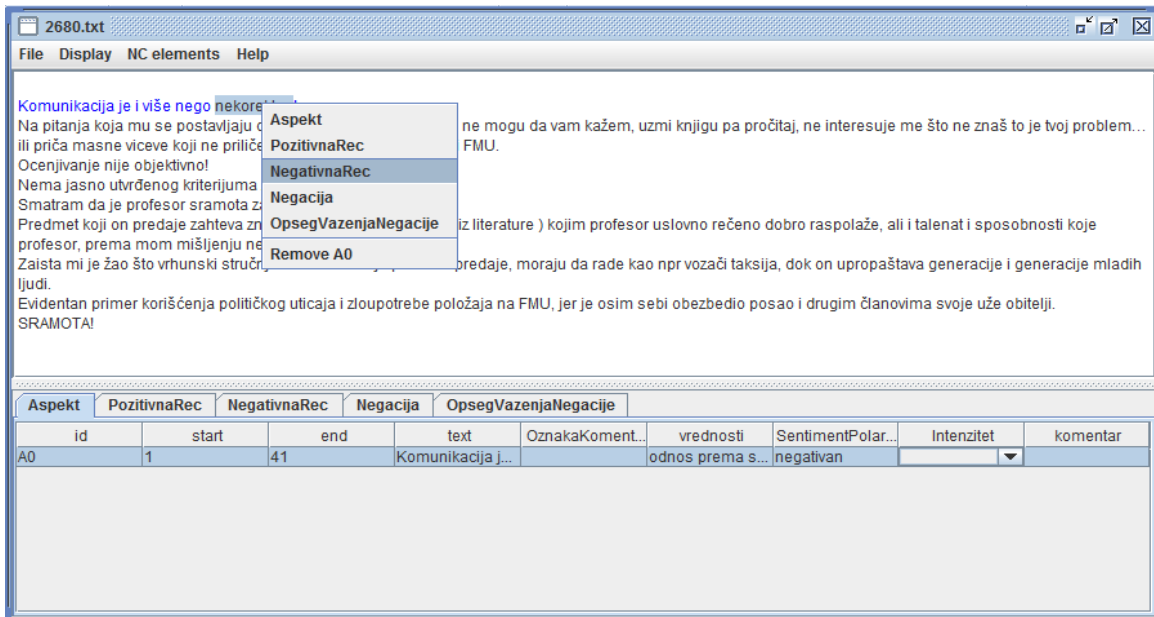 2680.txt
File Display NC elements Help
Komunikacija je i više nego
Na pitanja koja mu se postavljaju ne mogu da vam kažem, uzmi knjigu pa pročitaj, ne interesuje me što ne znaš to je tvoj problem...
ili priča masne viceve koji ne priliče FMU.
Ocenjivanje nije objektivno!
Nema jasno utvrđenog kriterijuma
Smatram da je profesor sramota
Predmet koji on predaje zahteva iz literature ) kojim profesor uslovno rečeno dobro raspolaže, ali i talenat i sposobnosti koje
profesor, prema mom mišljenju
Zaista mi je žao što vrhunski predaje, moraju da rade kao npr vozači taksija, dok on upropaštava generacije i generacije mladih
ljudi.
Evidentan primer korišćenja političkog uticaja i zloupotrebe položaja na FMU, jer je osim sebi obezbedio posao i drugim članovima svoje uže obitelji.
SRAMOTA!
Aspekt
PozitivnaRec
NegativnaRec
Negacija
OpsegVazenjaNegacije
Remove A0
Aspekt PozitivnaRec NegativnaRec Negacija OpsegVazenjaNegacije
id start end text OznakaKoment... vrednosti SentimentPolar... Intenzitet komentar
A0 1 41 Komunikacija j... odnos prema s... negativan